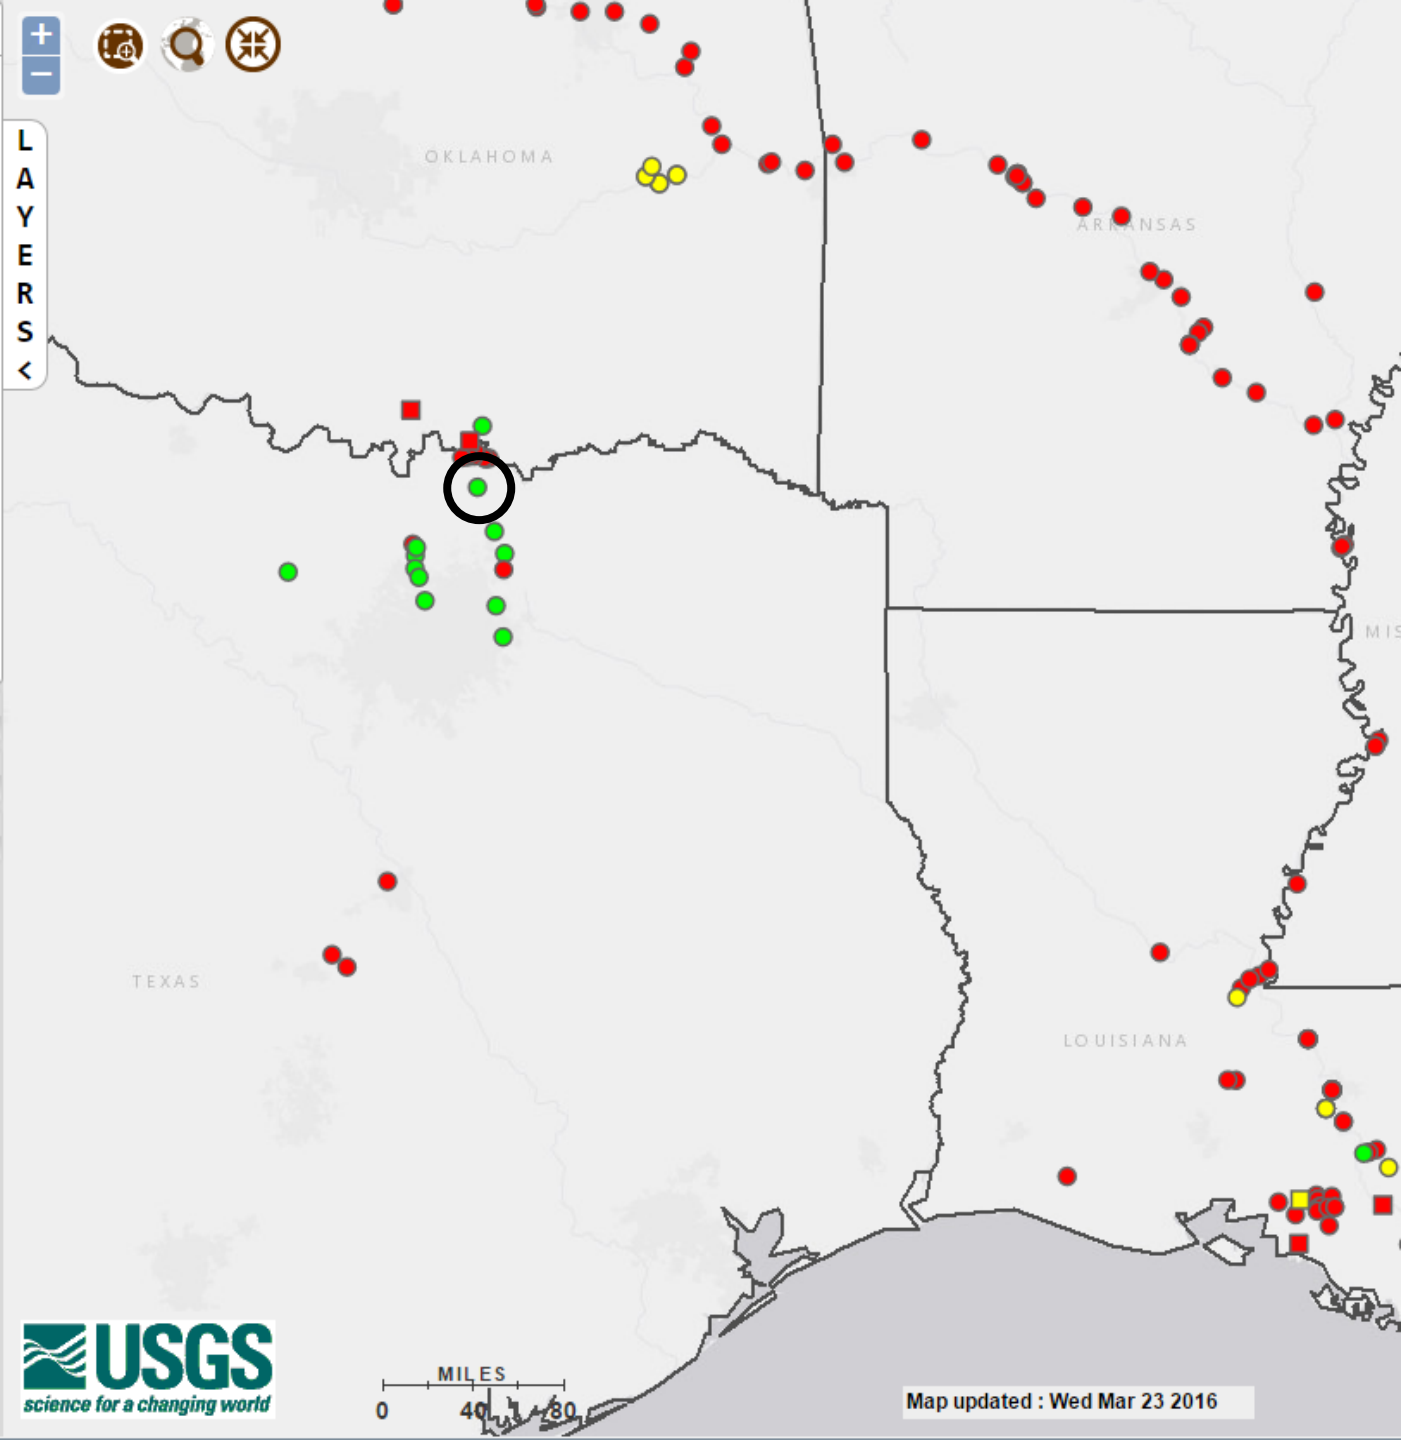 +
−
L
A
Y
E
R
S
<
OKLAHOMA
ARKANSAS
MIS
TEXAS
LOUISIANA
USGS
science for a changing world
MILES
0 40 80
Map updated : Wed Mar 23 2016